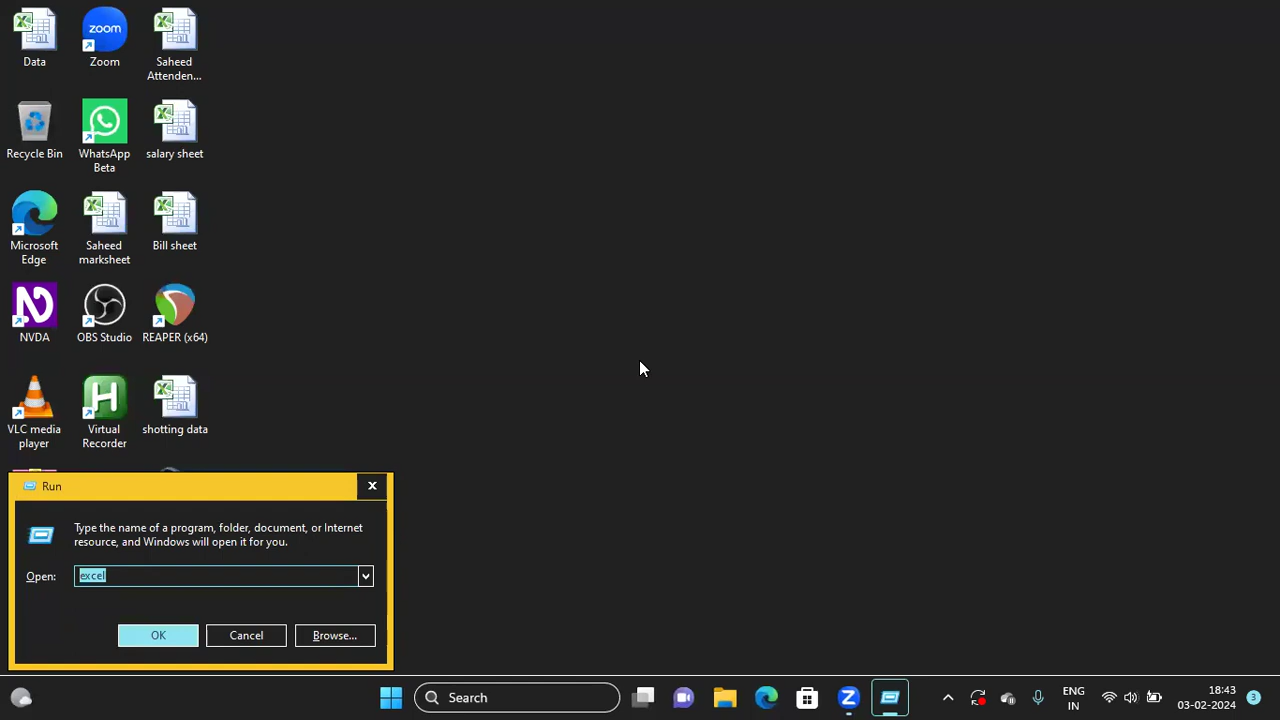 Data
zoom
Zoom
Saheed
Attenden...
Recycle Bin
WhatsApp
Beta
salary sheet
Microsoft
Edge
Saheed
marksheet
Bill sheet
NVDA
OBS Studio
REAPER (x64)
VLC media
player
Virtual
Recorder
shotting data
Run
Type the name of a program, folder, document, or Internet
resource, and Windows will open it for you.
Open:
excel
OK
Cancel
Browse...
Search
ENG
IN
18:43
03-02-2024
3